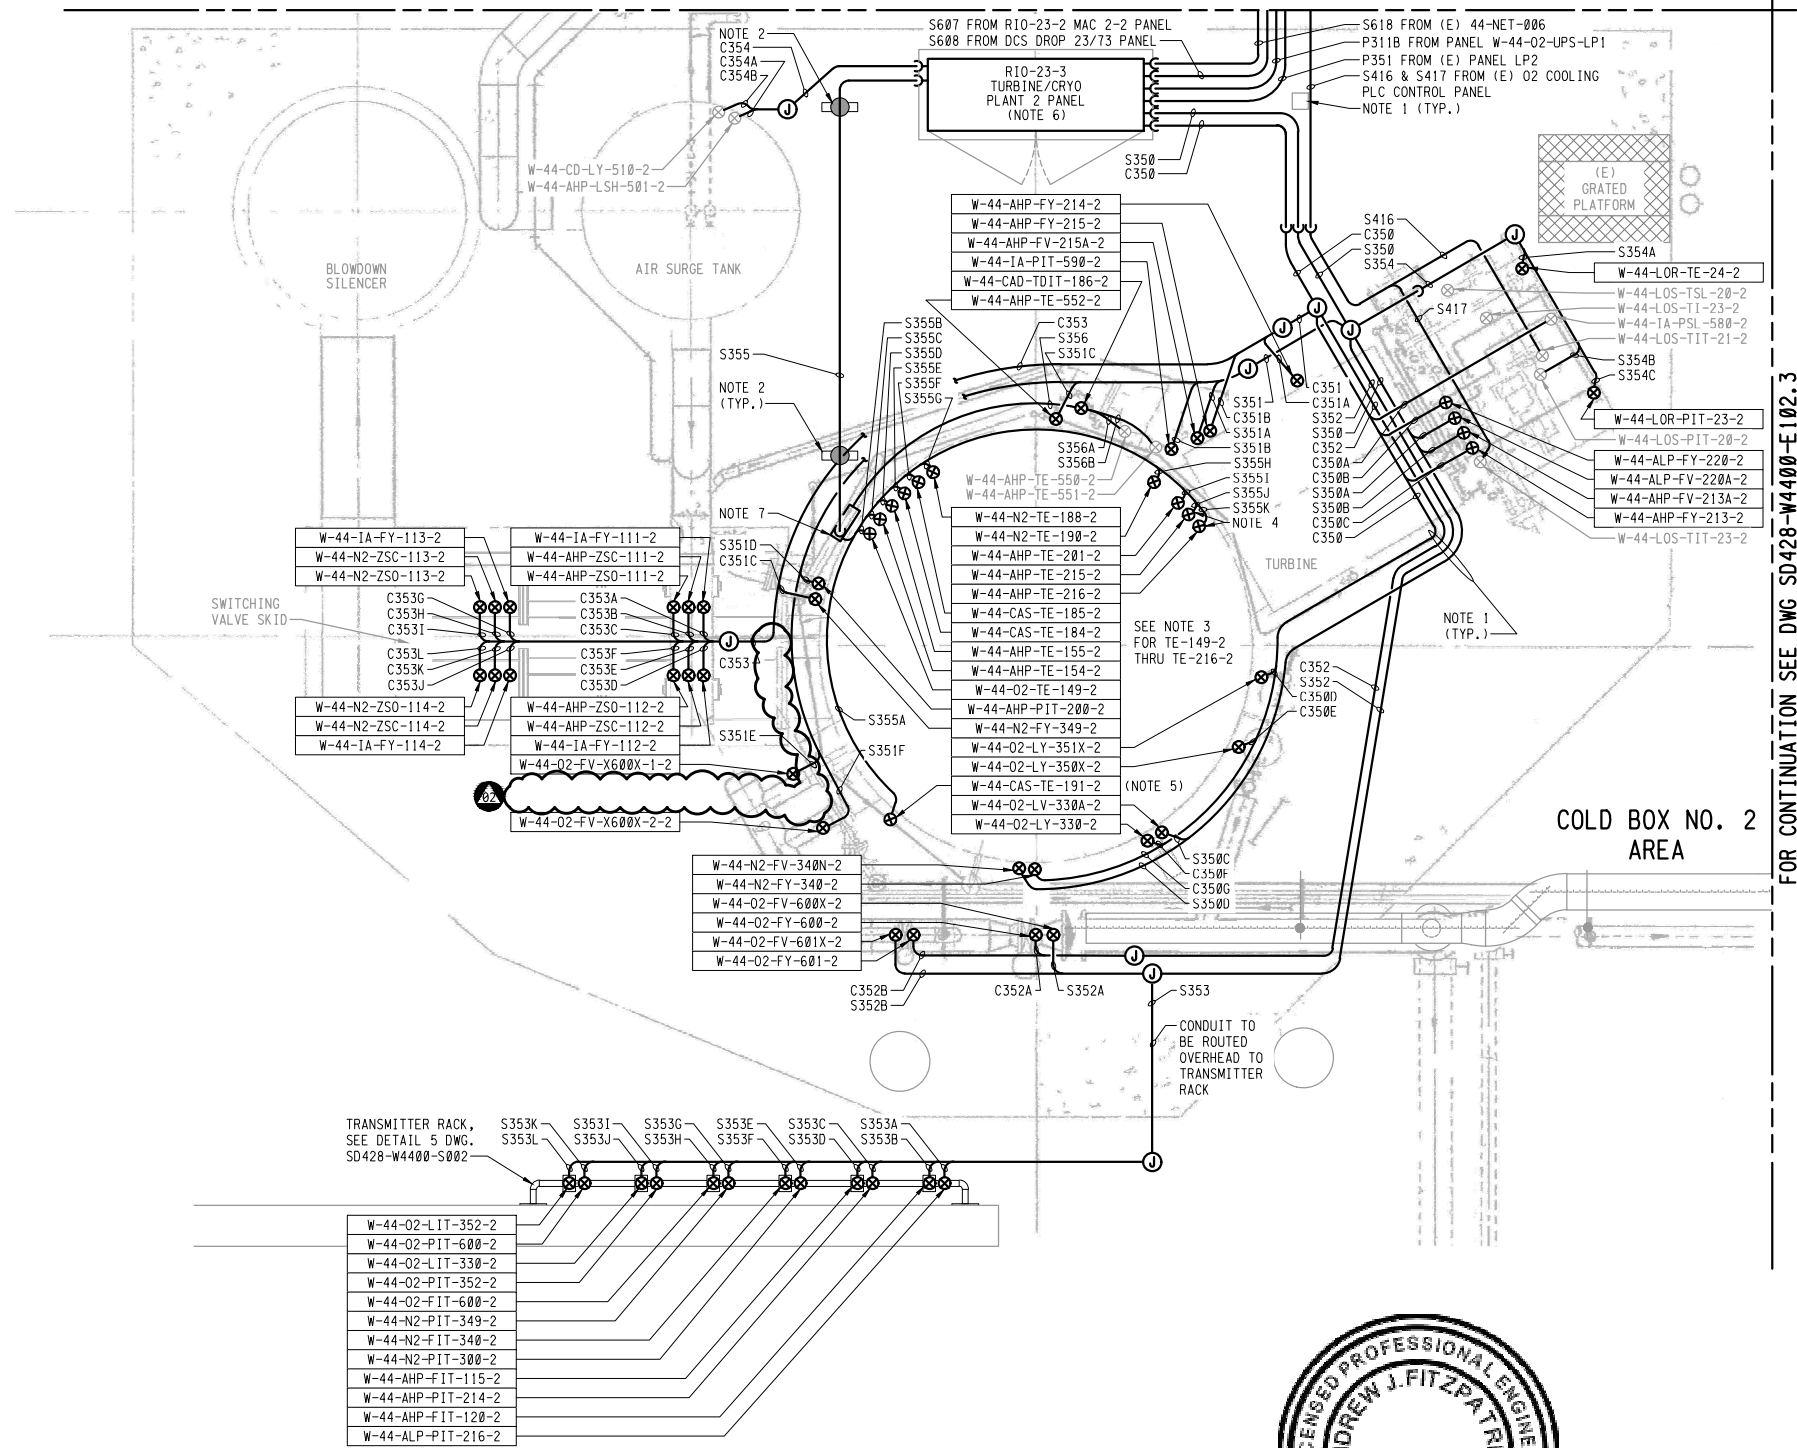 S607 FROM RIO-23-2 MAC 2-2 PANEL
S608 FROM DCS DROP 23/73 PANEL
S618 FROM (E) 44-NET-006
P311B FROM PANEL W-44-O2-UPS-LP1
P351 FROM (E) PANEL LP2
S416 & S417 FROM (E) O2 COOLING
PLC CONTROL PANEL
NOTE 1 (TYP.)
NOTE 2
C354
C354A
C354B
J
RIO-23-3
TURBINE/CRYO
PLANT 2 PANEL
(NOTE 6)
S350
C350
W-44-CD-LY-510-2
W-44-AHP-LSH-501-2
BLOWDOWN
SILENCER
AIR SURGE TANK
(E)
GRATED
PLATFORM
W-44-AHP-FY-214-2
W-44-AHP-FY-215-2
W-44-AHP-FV-215A-2
W-44-IA-PIT-590-2
W-44-CAD-TDIT-186-2
W-44-AHP-TE-552-2
S416
C350
S350
S354
J
S354A
W-44-LOR-TE-24-2
W-44-LOS-TSL-20-2
W-44-LOS-TI-23-2
W-44-IA-PSL-580-2
W-44-LOS-TIT-21-2
S417
S354B
S354C
W-44-LOR-PIT-23-2
W-44-LOS-PIT-20-2
W-44-ALP-FY-220-2
W-44-ALP-FV-220A-2
W-44-AHP-FV-213A-2
W-44-AHP-FY-213-2
W-44-LOS-TIT-23-2
S355
NOTE 2
(TYP.)
S355B
S355C
S355D
S355E
S355F
S355G
C353
S356
S351C
J
J
J
J
S351
C351B
S351A
S351B
S355H
S355I
S355J
S355K
NOTE 4
C351
C351A
S352
S350
C352
C350A
C350B
S350A
S350B
C350C
C350
S356A
S356B
W-44-AHP-TE-550-2
W-44-AHP-TE-551-2
NOTE 7
S351D
C351C
W-44-N2-TE-188-2
W-44-N2-TE-190-2
W-44-AHP-TE-201-2
W-44-AHP-TE-215-2
W-44-AHP-TE-216-2
W-44-CAS-TE-185-2
W-44-CAS-TE-184-2
W-44-AHP-TE-155-2
W-44-AHP-TE-154-2
W-44-O2-TE-149-2
W-44-AHP-PIT-200-2
W-44-N2-FY-349-2
W-44-O2-LY-351X-2
W-44-O2-LY-350X-2
W-44-CAS-TE-191-2 (NOTE 5)
W-44-O2-LV-330A-2
W-44-O2-LY-330-2
SEE NOTE 3
FOR TE-149-2
THRU TE-216-2
TURBINE
NOTE 1
(TYP.)
W-44-IA-FY-113-2
W-44-N2-ZSC-113-2
W-44-N2-ZSO-113-2
W-44-IA-FY-111-2
W-44-AHP-ZSC-111-2
W-44-AHP-ZSO-111-2
SWITCHING
VALVE SKID
C353G
C353H
C353I
C353L
C353K
C353J
C353A
C353B
C353C
C353F
C353E
C353D
J
C353
W-44-N2-ZSO-114-2
W-44-N2-ZSC-114-2
W-44-IA-FY-114-2
W-44-AHP-ZSO-112-2
W-44-AHP-ZSC-112-2
W-44-IA-FY-112-2
W-44-O2-FV-X600X-1-2
W-44-O2-FV-X600X-2-2
02
S351E
S355A
S351F
C352
S352
C350D
C350E
S350C
C350F
C350G
S350D
COLD BOX NO. 2
AREA
FOR CONTINUATION SEE DWG SD428-W4400-E102.3
W-44-N2-FV-340N-2
W-44-N2-FY-340-2
W-44-O2-FV-600X-2
W-44-O2-FY-600-2
W-44-O2-FV-601X-2
W-44-O2-FY-601-2
J
J
C352B
S352B
C352A
S352A
S353
CONDUIT TO
BE ROUTED
OVERHEAD TO
TRANSMITTER
RACK
J
TRANSMITTER RACK,
SEE DETAIL 5 DWG.
SD428-W4400-S002
S353K S353I S353G S353E S353C S353A
S353L S353J S353H S353F S353D S353B
W-44-O2-LIT-352-2
W-44-O2-PIT-600-2
W-44-O2-LIT-330-2
W-44-O2-PIT-352-2
W-44-O2-FIT-600-2
W-44-N2-PIT-349-2
W-44-N2-FIT-340-2
W-44-N2-PIT-300-2
W-44-AHP-FIT-115-2
W-44-AHP-PIT-214-2
W-44-AHP-FIT-120-2
W-44-ALP-PIT-216-2
PROFESSIONAL
J. FITZPATRI